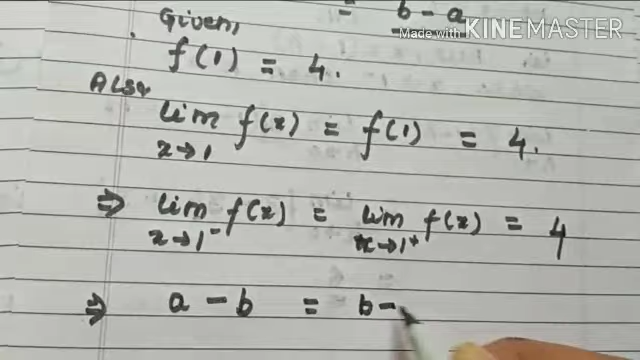 = b - a
Made with KINEMASTER
Given,
f(1) = 4.
Also
lim f(x) = f(1) = 4.
x→1
⇒ lim f(x) = lim f(x) = 4
x→1⁻ x→1⁺
⇒ a - b = b -